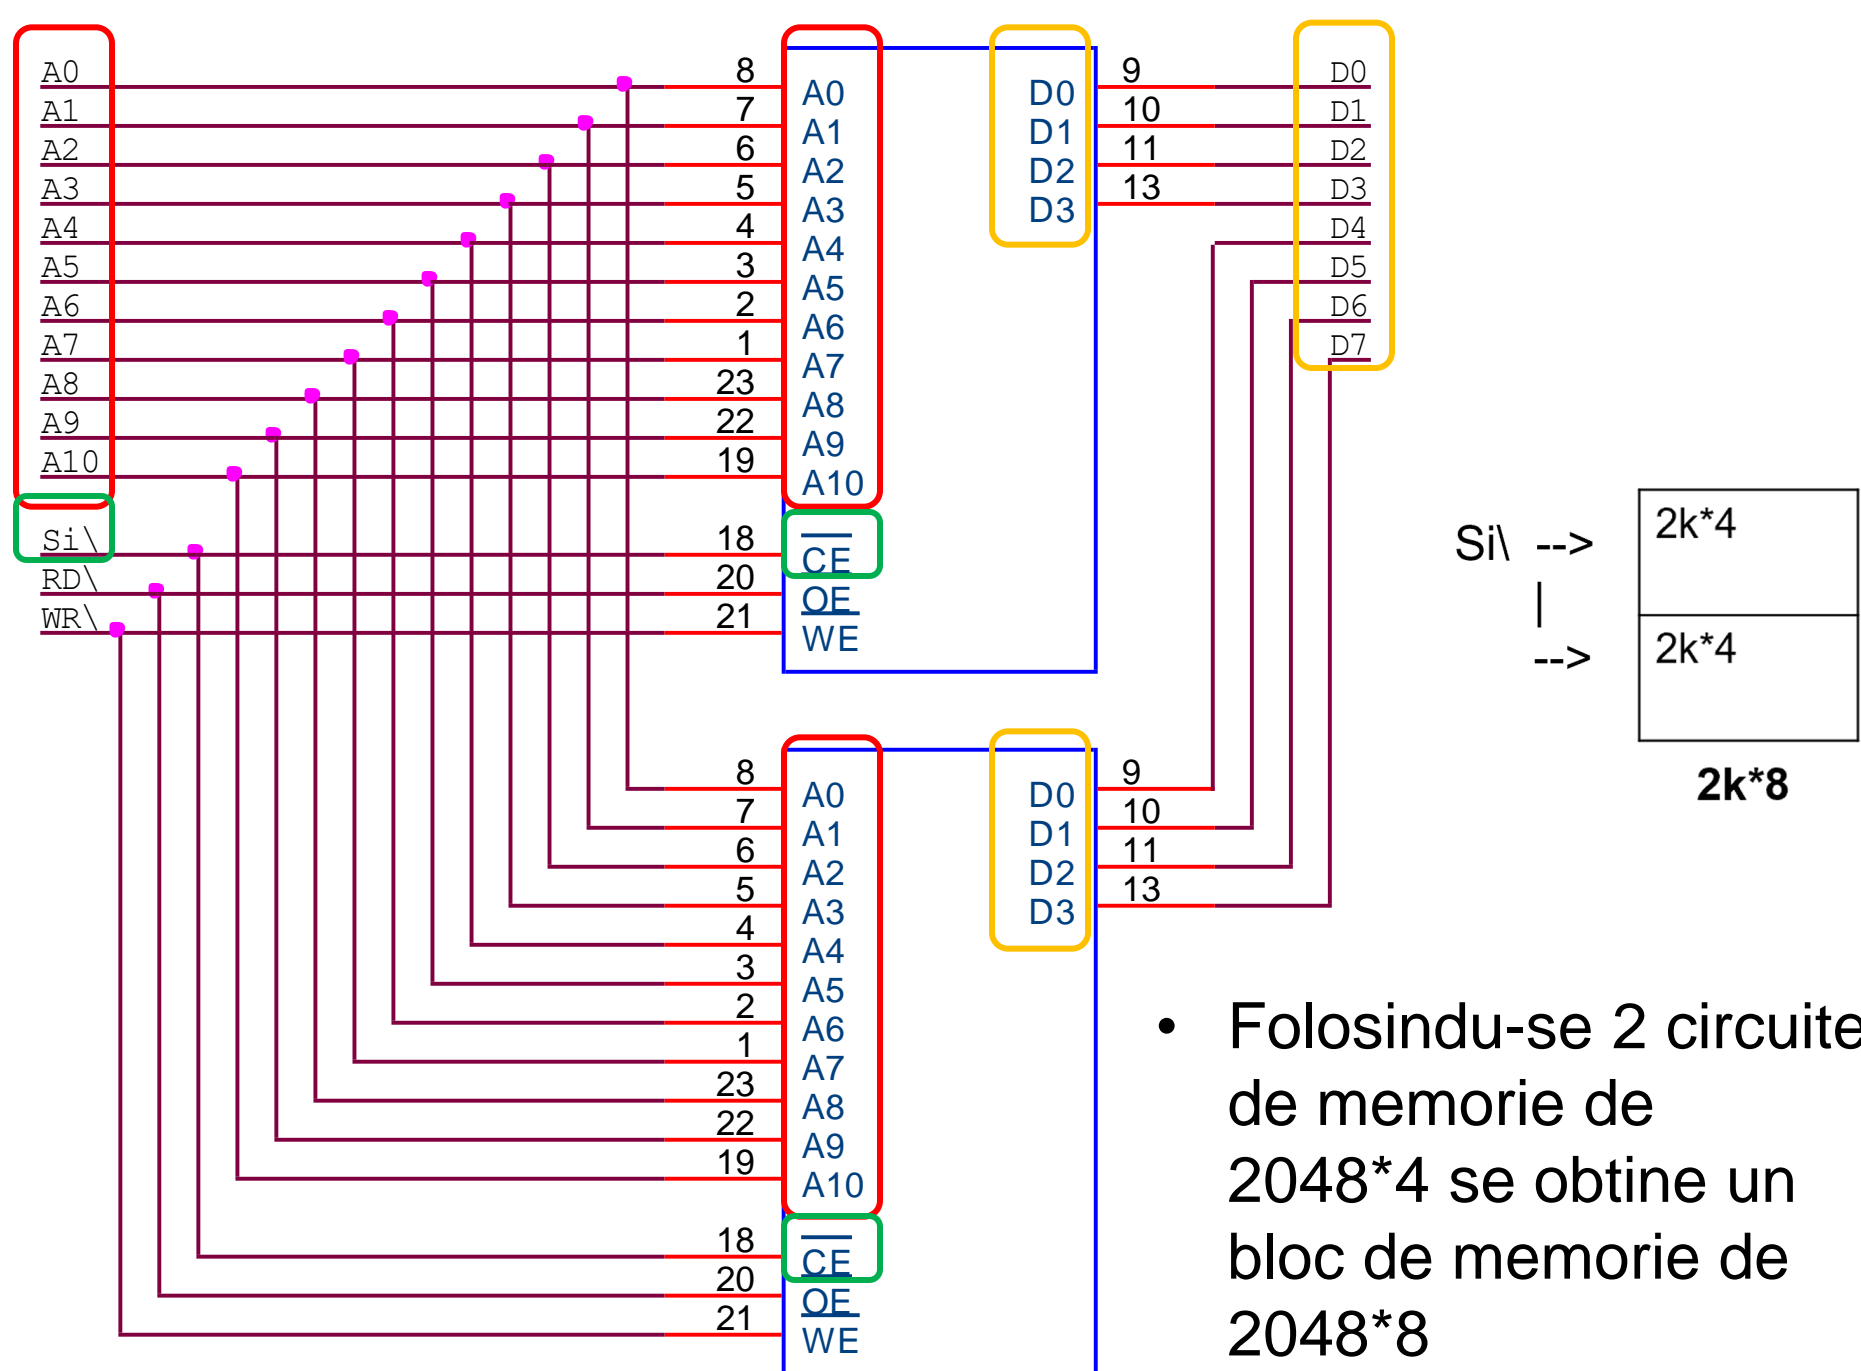 A0
A1
A2
A3
A4
A5
A6
A7
A8
A9
A10
Si\
RD\
WR\
8
7
6
5
4
3
2
1
23
22
19
18
20
21
A0
A1
A2
A3
A4
A5
A6
A7
A8
A9
A10
CE
OE
WE
D0
D1
D2
D3
9
10
11
13
D0
D1
D2
D3
D4
D5
D6
D7
8
7
6
5
4
3
2
1
23
22
19
18
20
21
A0
A1
A2
A3
A4
A5
A6
A7
A8
A9
A10
CE
OE
WE
D0
D1
D2
D3
9
10
11
13
Si\ -->
|
-->
2k*4
2k*4
2k*8
• Folosindu-se 2 circuite
de memorie de
2048*4 se obtine un
bloc de memorie de
2048*8